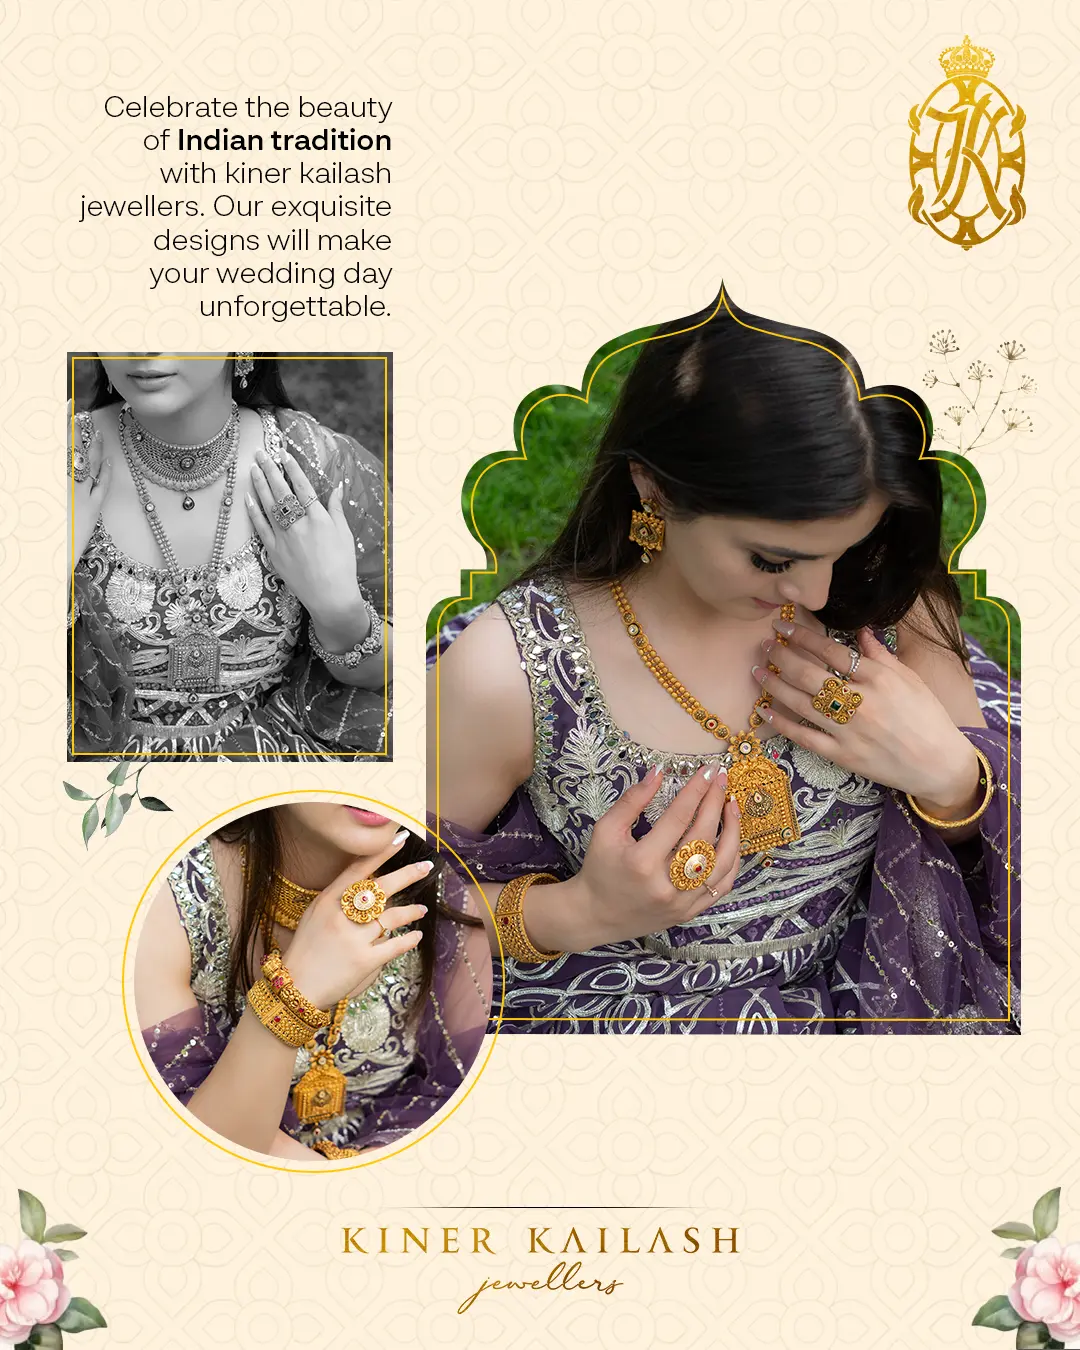 Celebrate the beauty
of Indian tradition
with kiner kailash
jewellers. Our exquisite
designs will make
your wedding day
unforgettable.
KK
KINER KAILASH
jewellers